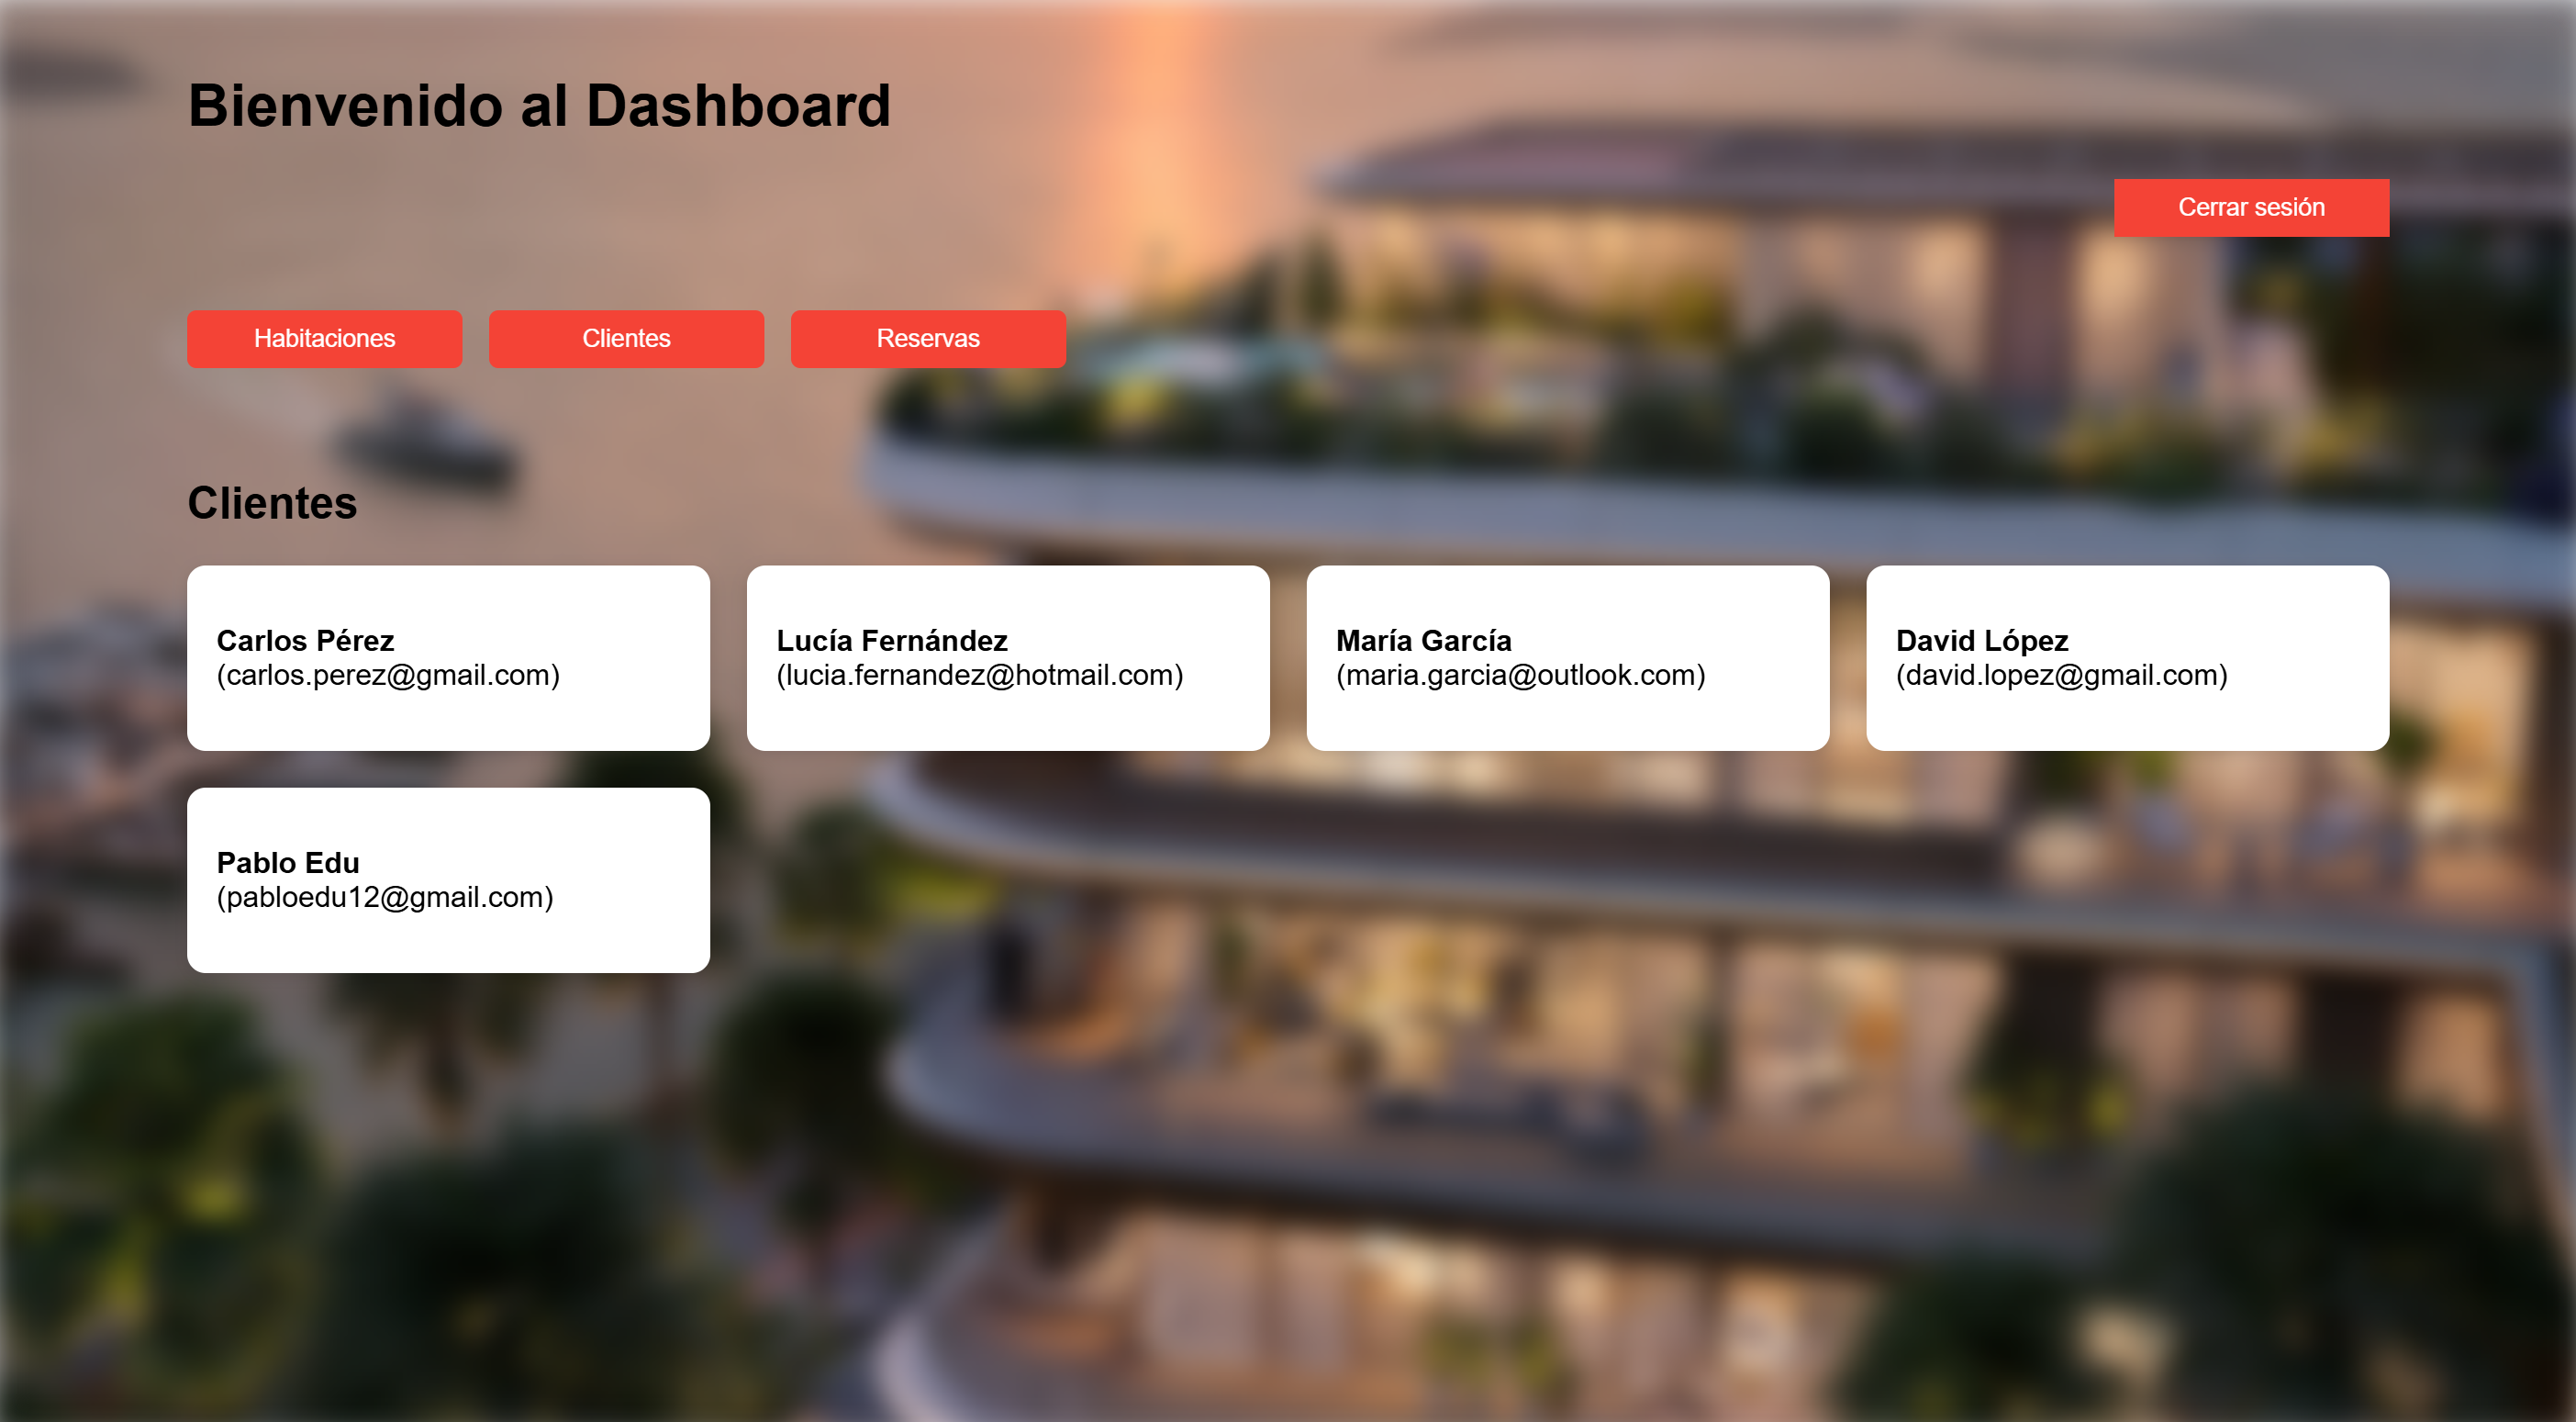 Bienvenido al Dashboard
Cerrar sesión
Habitaciones
Clientes
Reservas
Clientes
Carlos Pérez
(carlos.perez@gmail.com)
Lucía Fernández
(lucia.fernandez@hotmail.com)
María García
(maria.garcia@outlook.com)
David López
(david.lopez@gmail.com)
Pablo Edu
(pabloedu12@gmail.com)